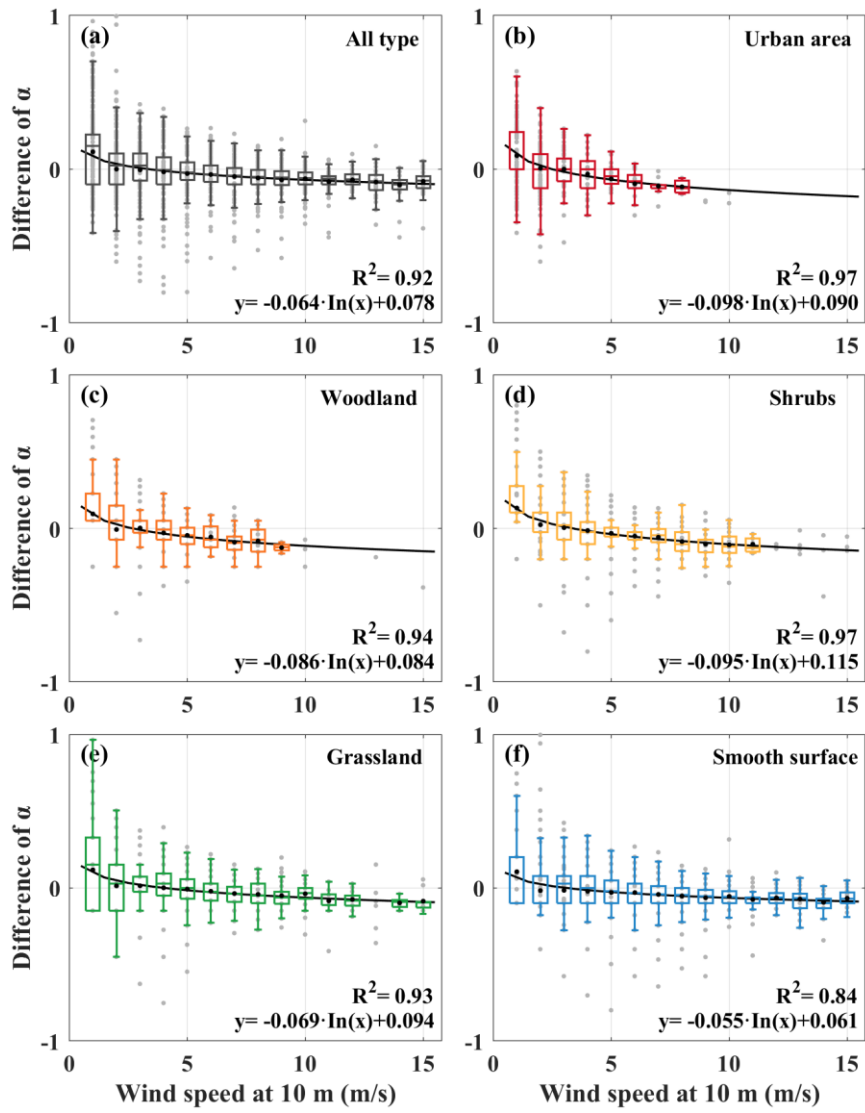 (a) All type
1
0
-1
Difference of α
R²= 0.92
y= -0.064·In(x)+0.078
0 5 10 15
(b) Urban area
1
0
-1
R²= 0.97
y= -0.098·In(x)+0.090
0 5 10 15
(c) Woodland
1
0
-1
Difference of α
R²= 0.94
y= -0.086·In(x)+0.084
0 5 10 15
(d) Shrubs
1
0
-1
R²= 0.97
y= -0.095·In(x)+0.115
0 5 10 15
(e) Grassland
1
0
-1
Difference of α
R²= 0.93
y= -0.069·In(x)+0.094
0 5 10 15
Wind speed at 10 m (m/s)
(f) Smooth surface
1
0
-1
R²= 0.84
y= -0.055·In(x)+0.061
0 5 10 15
Wind speed at 10 m (m/s)